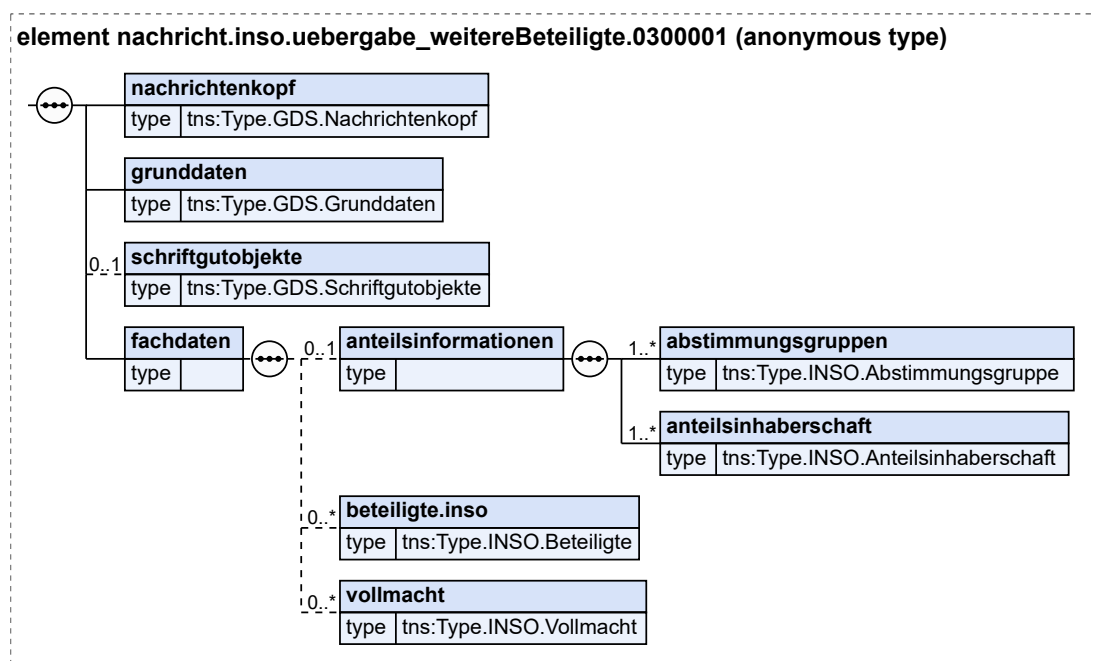 element nachricht.inso.uebergabe_weitereBeteiligte.0300001 (anonymous type)
nachrichtenkopf
type tns:Type.GDS.Nachrichtenkopf
grunddaten
type tns:Type.GDS.Grunddaten
0..1 schriftgutobjekte
type tns:Type.GDS.Schriftgutobjekte
fachdaten
type
0..1 anteilsinformationen
type
1..* abstimmungsgruppen
type tns:Type.INSO.Abstimmungsgruppe
1..* anteilsinhaberschaft
type tns:Type.INSO.Anteilsinhaberschaft
0..* beteiligte.inso
type tns:Type.INSO.Beteiligte
0..* vollmacht
type tns:Type.INSO.Vollmacht